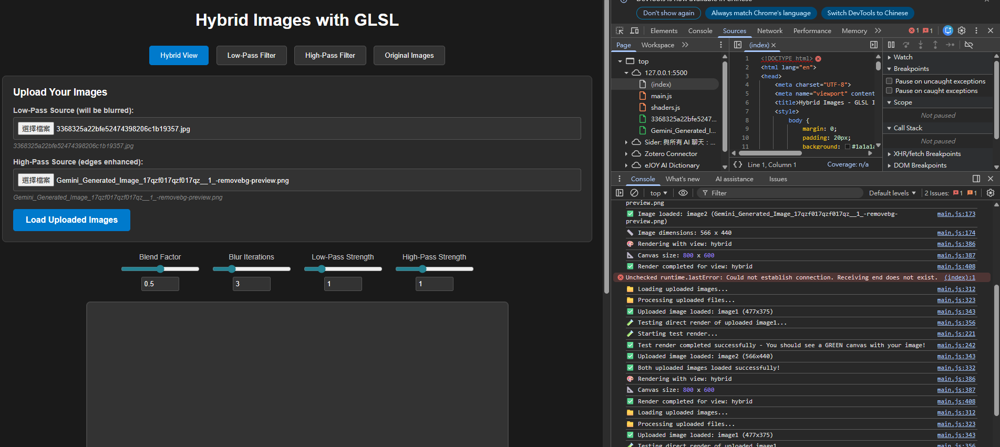 Hybrid Images with GLSL
Hybrid View
Low-Pass Filter
High-Pass Filter
Original Images
Upload Your Images
Low-Pass Source (will be blurred):
選擇檔案 3368325a22bfe52474398206c1b19357.jpg
3368325a22bfe52474398206c1b19357.jpg
High-Pass Source (edges enhanced):
選擇檔案 Gemini_Generated_Image_17qzf017qzf017qz__1_-removebg-preview.png
Gemini_Generated_Image_17qzf017qzf017qz__1_-removebg-preview.png
Load Uploaded Images
Blend Factor
Blur Iterations
Low-Pass Strength
High-Pass Strength
0.5
3
1
1
DevTools is now available in Chinese
Don't show again
Always match Chrome's language
Switch DevTools to Chinese
Elements Console Sources Network Performance Memory
1 1
Page Workspace
(index)
top
127.0.0.1:5500
(index)
main.js
shaders.js
3368325a22bfe5247...
Gemini_Generated_I...
Sider: 與所有 AI 聊天：...
Zotero Connector
eJOY AI Dictionary
1 <!DOCTYPE html>
2 <html lang="en">
3 <head>
4 <meta charset="UTF-8">
5 <meta name="viewport" content
6 <title>Hybrid Images - GLSL I
7 <style>
8 body {
9 margin: 0;
10 padding: 20px;
11 background: #1a1a1a
Line 1, Column 1
Coverage: n/a
Watch
Breakpoints
Pause on uncaught exceptions
Pause on caught exceptions
Scope
Not paused
Call Stack
Not paused
XHR/fetch Breakpoints
DOM Breakpoints
Console What's new AI assistance Issues
top
Filter
Default levels
2 Issues: 1 1
preview.png
Image loaded: image2 (Gemini_Generated_Image_17qzf017qzf017qz__1_-removebg- main.js:173
preview.png)
Image dimensions: 566 x 440 main.js:174
Rendering with view: hybrid main.js:386
Canvas size: 800 x 600 main.js:387
Render completed for view: hybrid main.js:408
Unchecked runtime.lastError: Could not establish connection. Receiving end does not exist. (index):1
Loading uploaded images... main.js:312
Processing uploaded files... main.js:323
Uploaded image loaded: image1 (477x375) main.js:343
Testing direct render of uploaded image1... main.js:356
Starting test render... main.js:221
Test render completed successfully - You should see a GREEN canvas with your image! main.js:242
Uploaded image loaded: image2 (566x440) main.js:343
Both uploaded images loaded successfully! main.js:332
Rendering with view: hybrid main.js:386
Canvas size: 800 x 600 main.js:387
Render completed for view: hybrid main.js:408
Loading uploaded images... main.js:312
Processing uploaded files... main.js:323
Uploaded image loaded: image1 (477x375) main.js:343
Testing direct render of uploaded image1... main.js:356